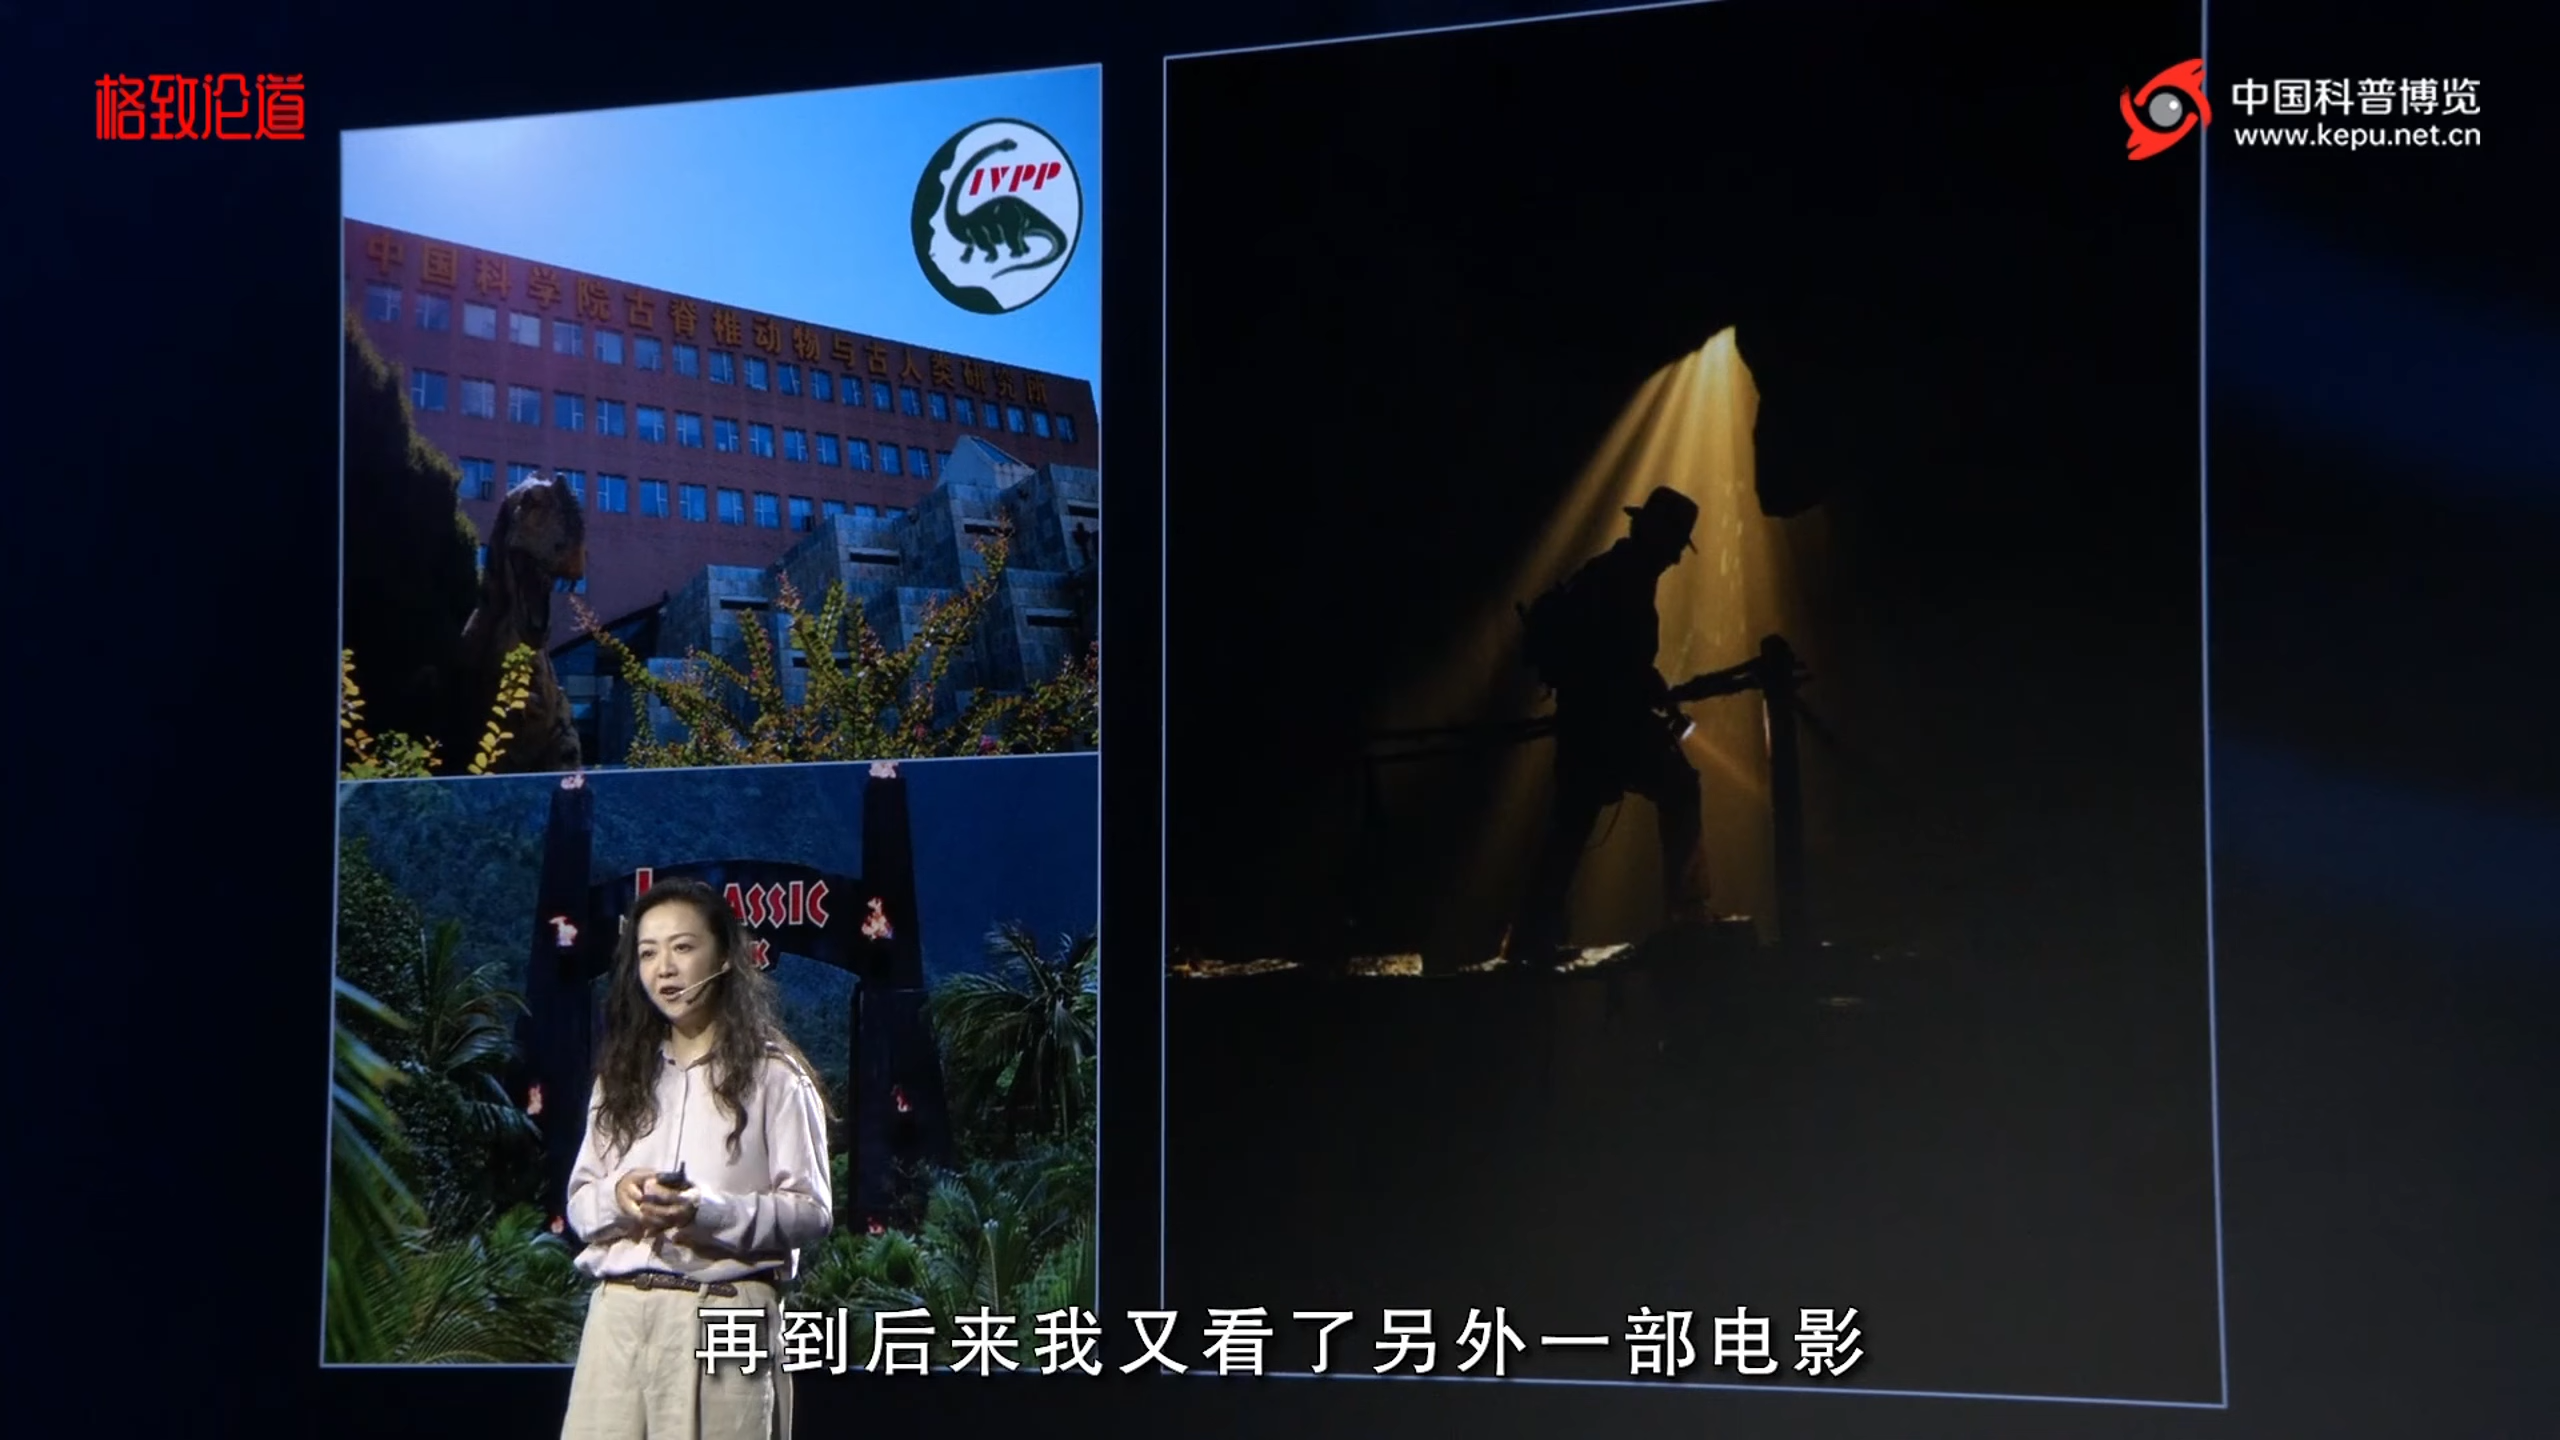 格致论道
中国科普博览
www.kepu.net.cn
IVPP
中国科学院古脊椎动物与古人类研究所
再到后来我又看了另外一部电影